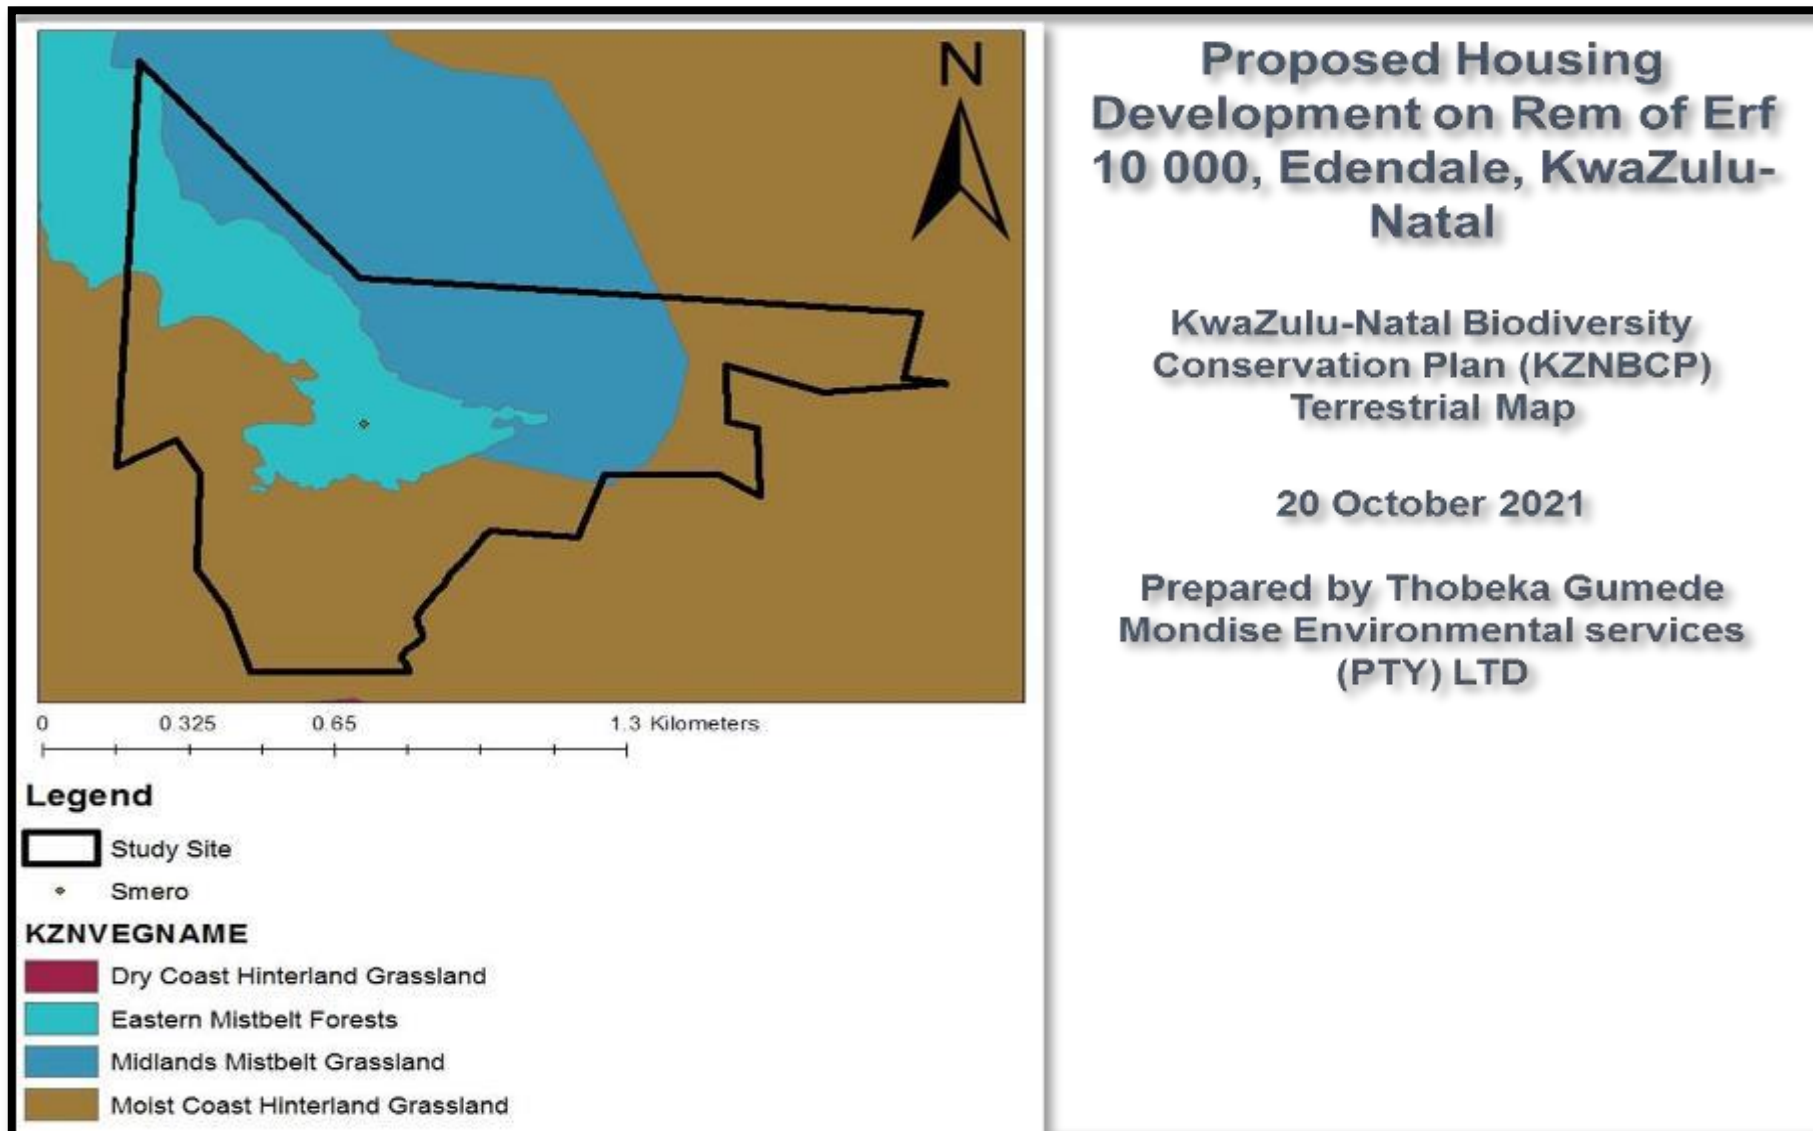 N
0 0.325 0.65 1.3 Kilometers
Legend
Study Site
Smero
KZNVEGNAME
Dry Coast Hinterland Grassland
Eastern Mistbelt Forests
Midlands Mistbelt Grassland
Moist Coast Hinterland Grassland
Proposed Housing
Development on Rem of Erf
10 000, Edendale, KwaZulu-
Natal
KwaZulu-Natal Biodiversity
Conservation Plan (KZNBCP)
Terrestrial Map
20 October 2021
Prepared by Thobeka Gumede
Mondise Environmental services
(PTY) LTD